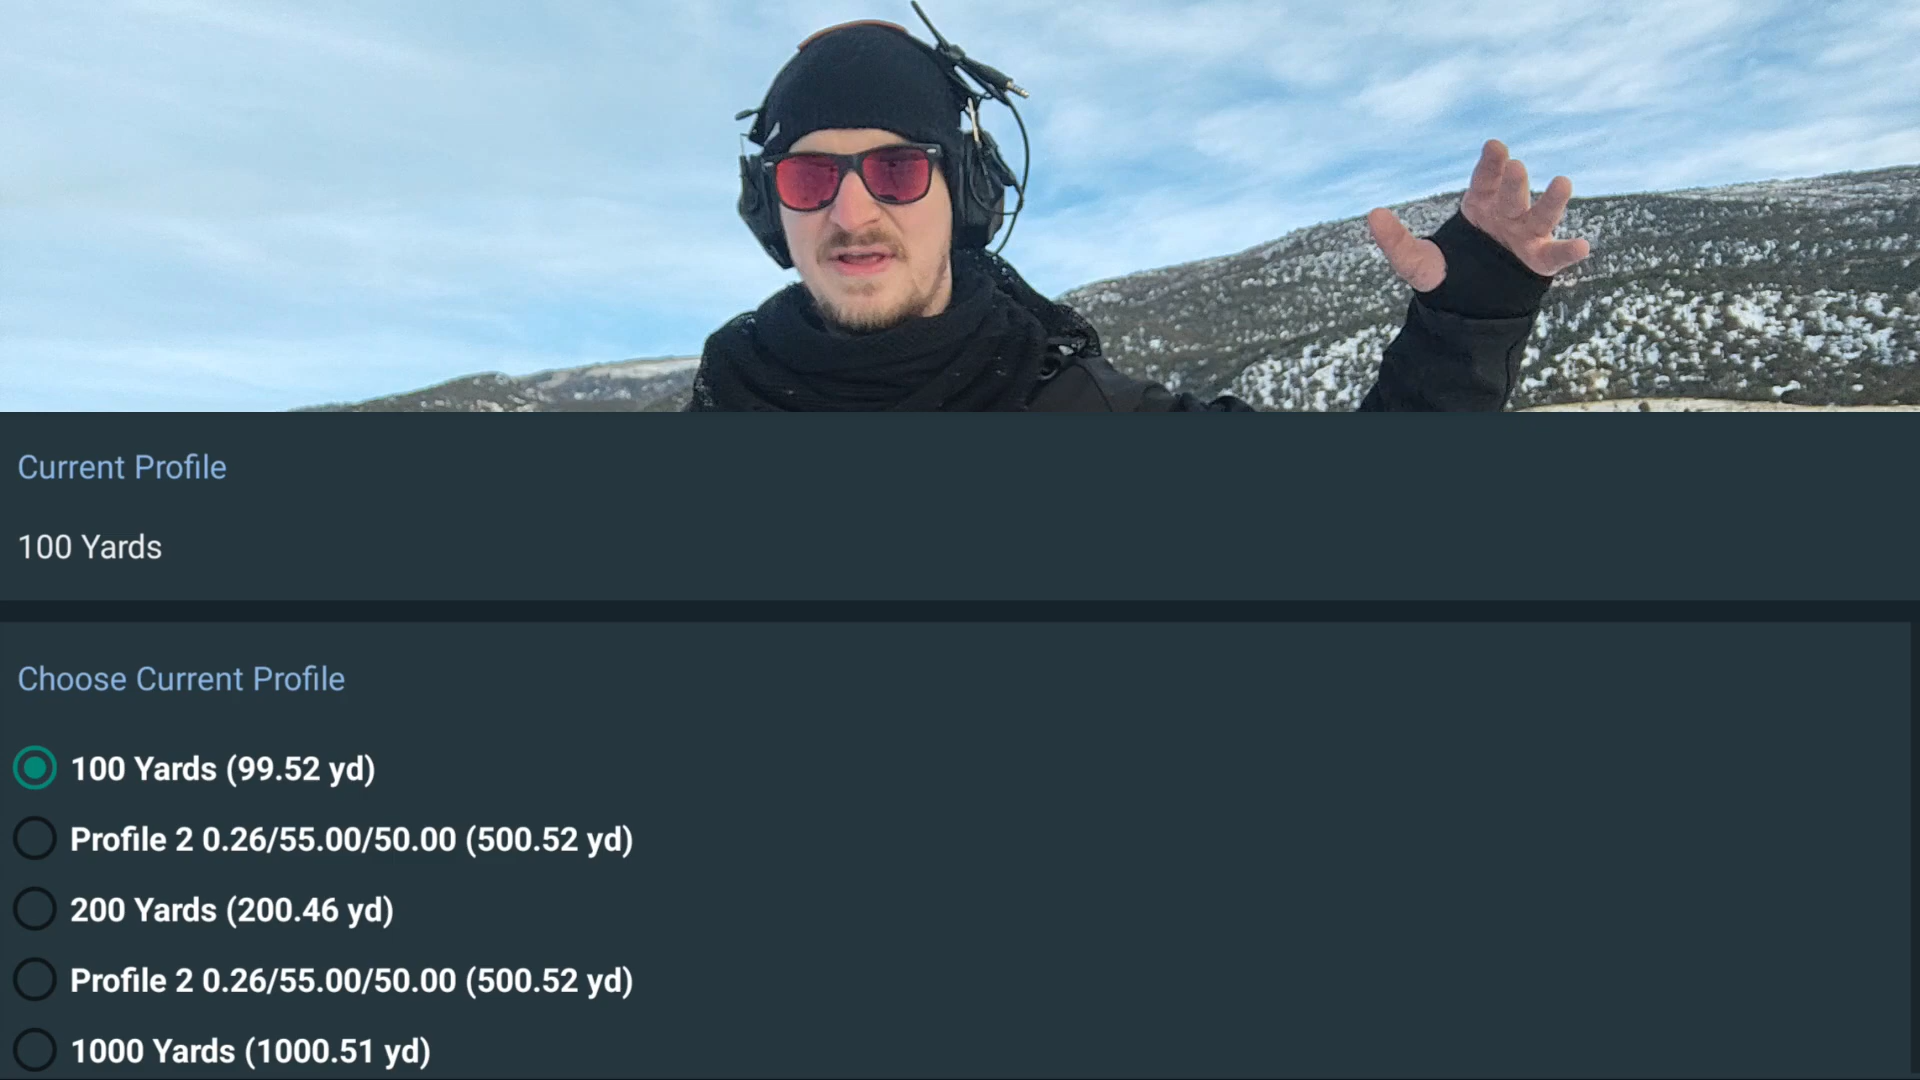 Current Profile
100 Yards
Choose Current Profile
100 Yards (99.52 yd)
Profile 2 0.26/55.00/50.00 (500.52 yd)
200 Yards (200.46 yd)
Profile 2 0.26/55.00/50.00 (500.52 yd)
1000 Yards (1000.51 yd)